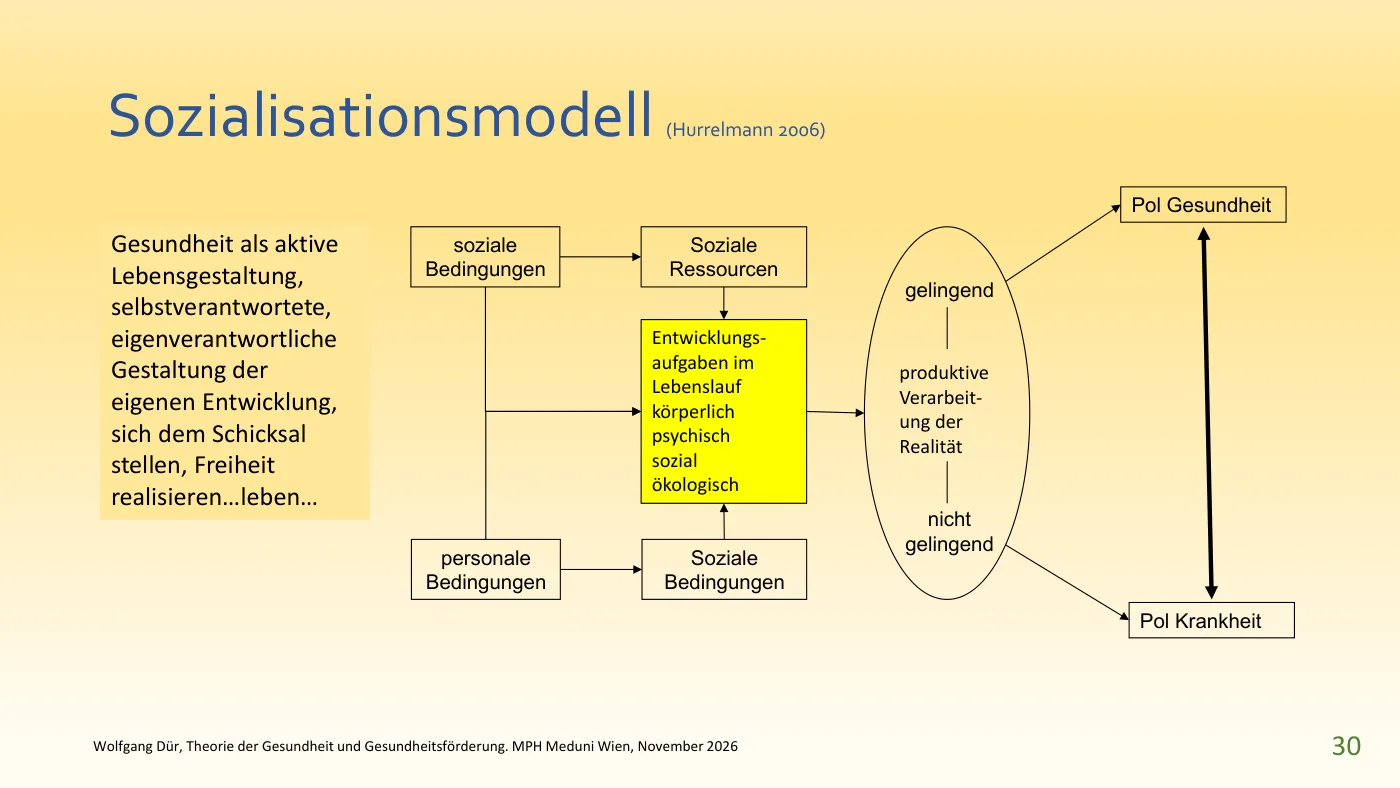 Sozialisationsmodell (Hurrelmann 2006)
Gesundheit als aktive
Lebensgestaltung,
selbstverantwortete,
eigenverantwortliche
Gestaltung der
eigenen Entwicklung,
sich dem Schicksal
stellen, Freiheit
realisieren…leben…
soziale
Bedingungen
personale
Bedingungen
Soziale
Ressourcen
Entwicklungs-
aufgaben im
Lebenslauf
körperlich
psychisch
sozial
ökologisch
Soziale
Bedingungen
gelingend
produktive
Verarbeit-
ung der
Realität
nicht
gelingend
Pol Gesundheit
Pol Krankheit
Wolfgang Dür, Theorie der Gesundheit und Gesundheitsförderung. MPH Meduni Wien, November 2026
30